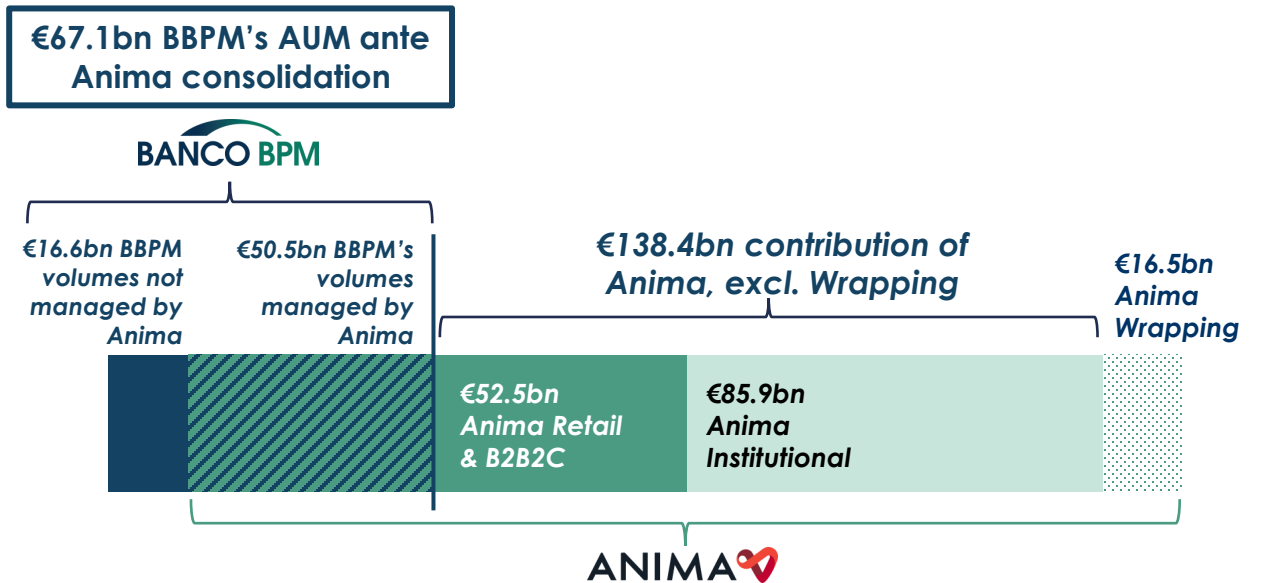 €67.1bn BBPM's AUM ante
Anima consolidation
BANCO BPM
€16.6bn BBPM
volumes not
managed by
Anima
€50.5bn BBPM's
volumes
managed by
Anima
€138.4bn contribution of
Anima, excl. Wrapping
€16.5bn
Anima
Wrapping
€52.5bn
Anima Retail
& B2B2C
€85.9bn
Anima
Institutional
ANIMA